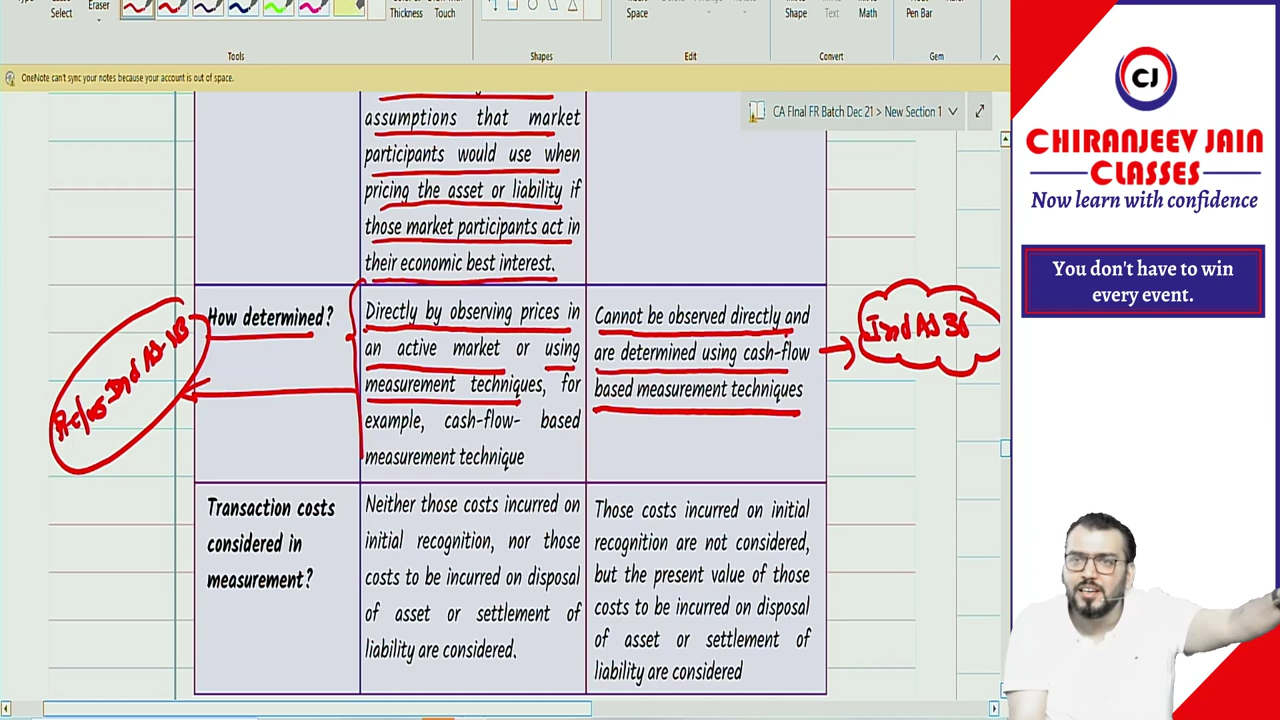 Type
Select
Eraser
Thickness
Touch
Space
Shape
Text
Math
Pen Bar
Tools
Shapes
Edit
Convert
Gem
OneNote can't sync your notes because your account is out of space.
CA FInal FR Batch Dec 21 > New Section 1
assumptions that market
participants would use when
pricing the asset or liability if
those market participants act in
their economic best interest.
How determined?
Directly by observing prices in
an active market or using
measurement techniques, for
example, cash-flow- based
measurement technique
Cannot be observed directly and
are determined using cash-flow
based measurement techniques
Ind AS 36
Ind AS-113
Transaction costs
considered in
measurement?
Neither those costs incurred on
initial recognition, nor those
costs to be incurred on disposal
of asset or settlement of
liability are considered.
Those costs incurred on initial
recognition are not considered,
but the present value of those
costs to be incurred on disposal
of asset or settlement of
liability are considered
CJ
CHIRANJEEV JAIN
CLASSES
Now learn with confidence
You don't have to win
every event.